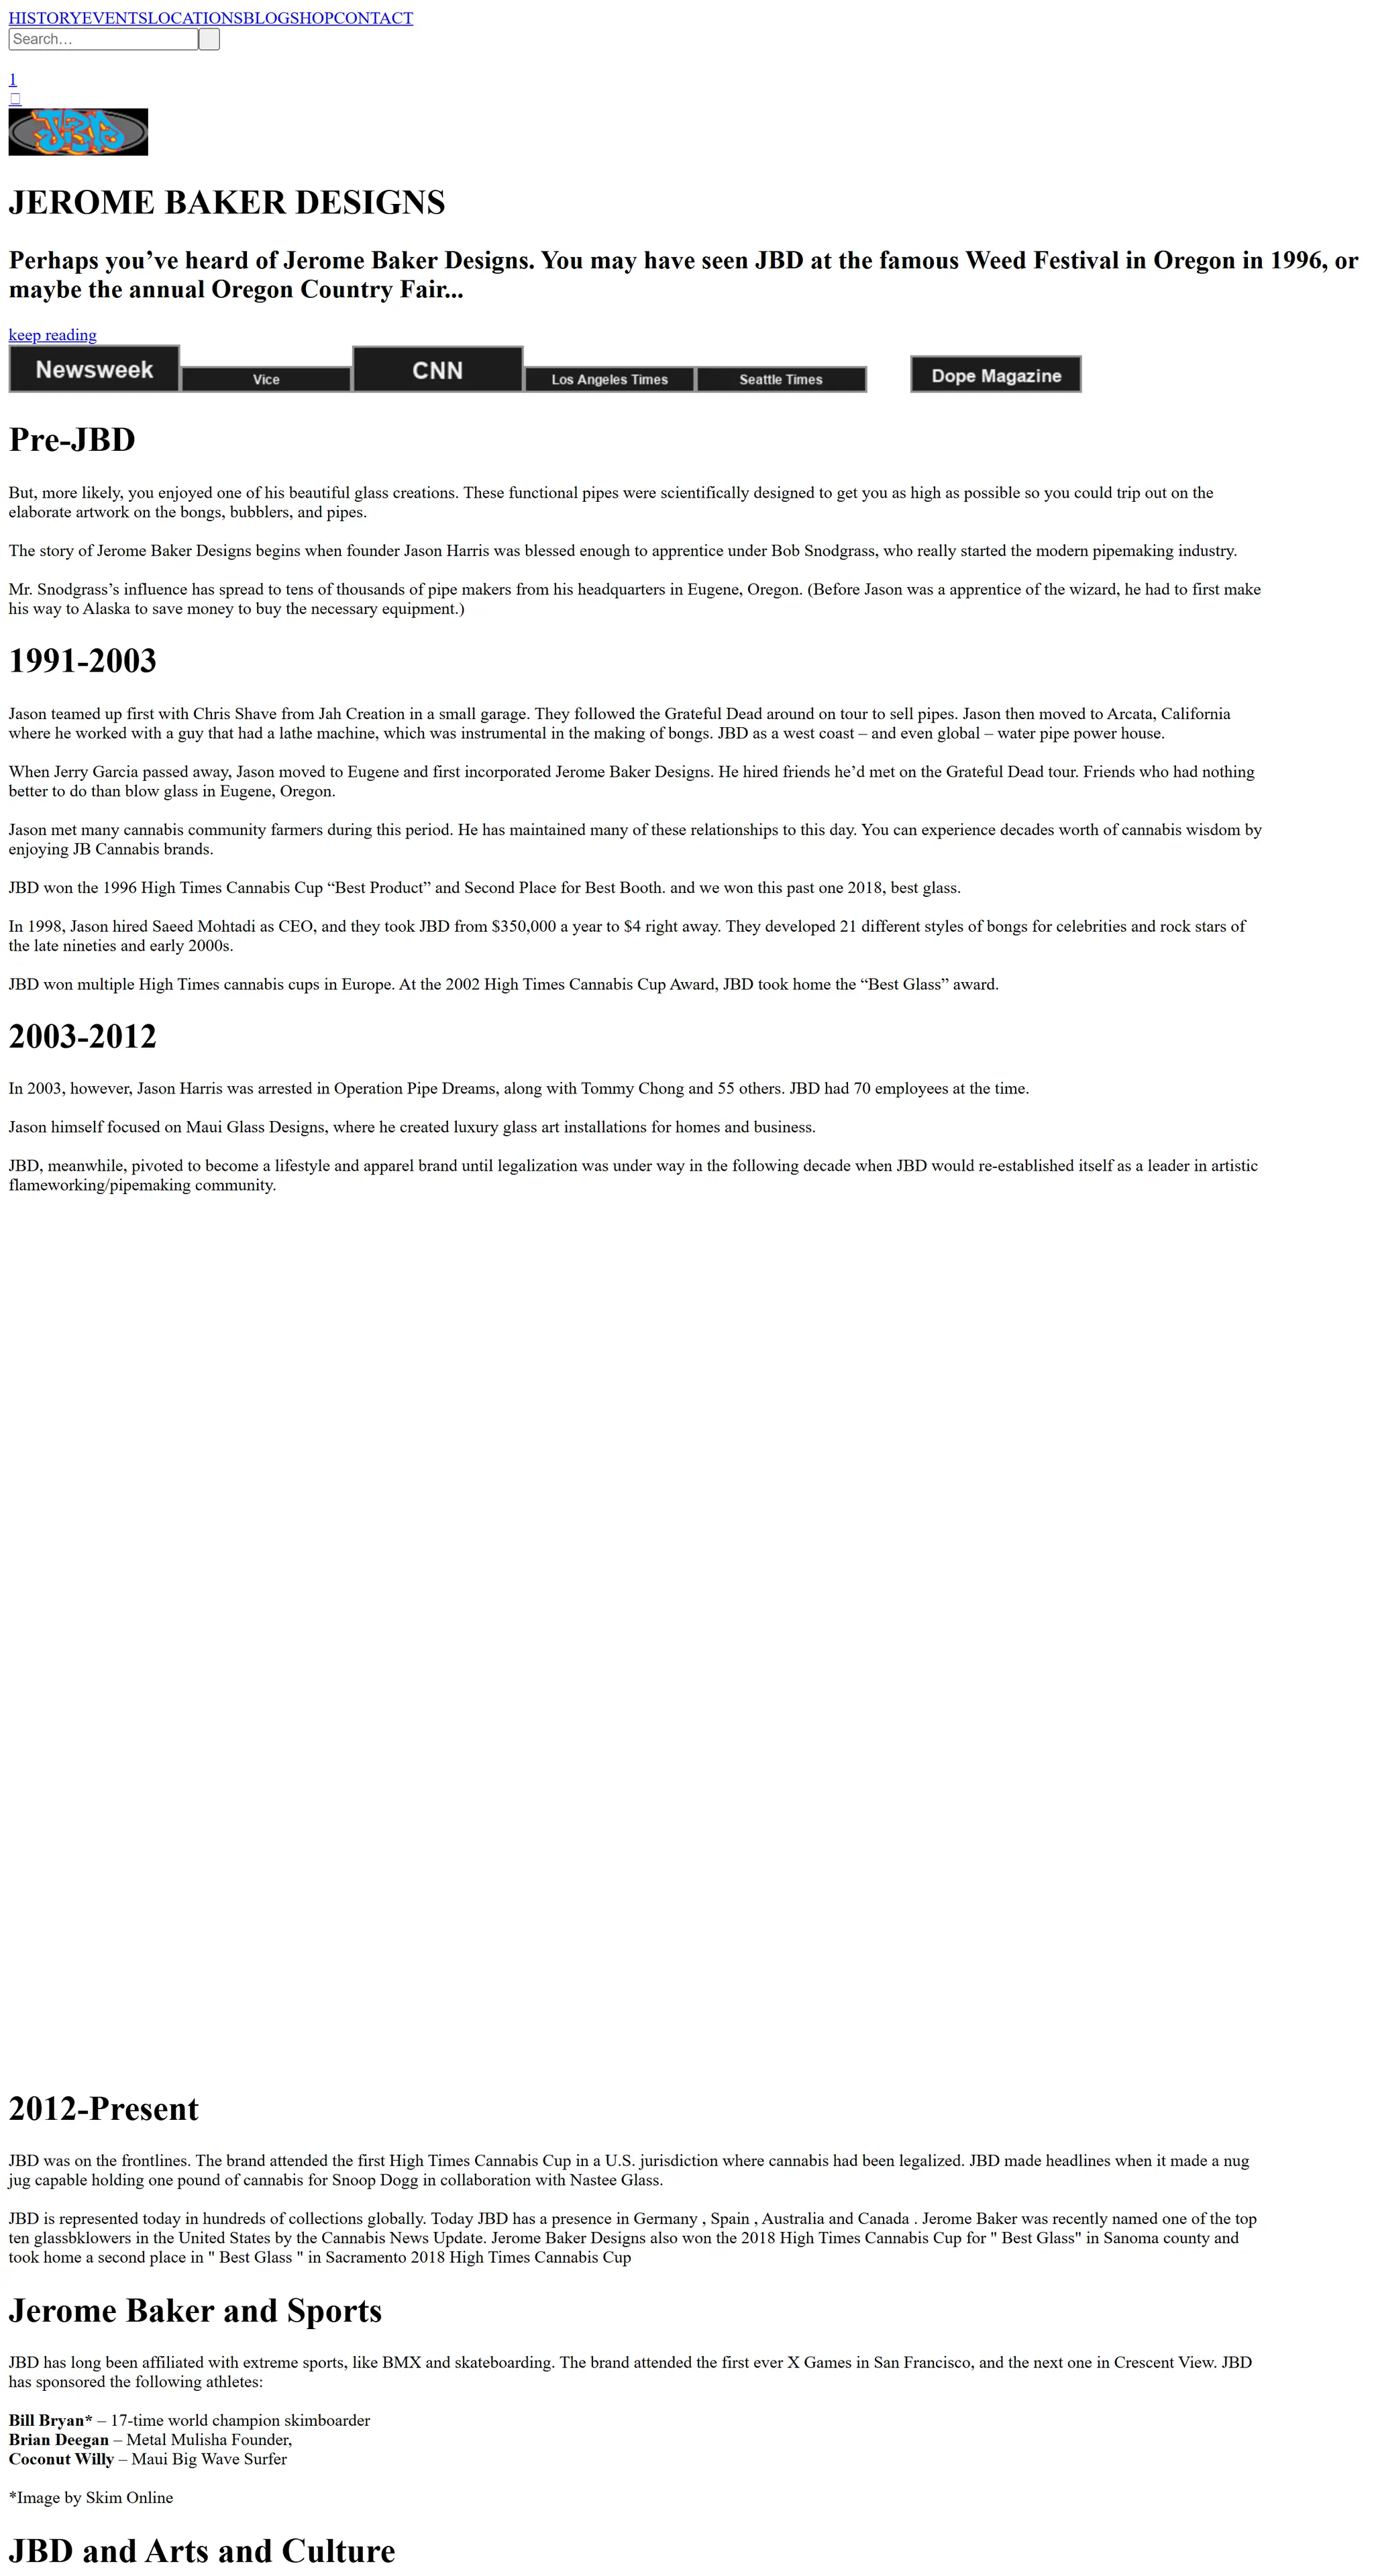 HISTORYEVENTSLOCATIONSBLOGSHOPCONTACT
Search…
1
JBD
JEROME BAKER DESIGNS
Perhaps you’ve heard of Jerome Baker Designs. You may have seen JBD at the famous Weed Festival in Oregon in 1996, or
maybe the annual Oregon Country Fair...
keep reading
Newsweek Vice CNN Los Angeles Times Seattle Times Dope Magazine
Pre-JBD
But, more likely, you enjoyed one of his beautiful glass creations. These functional pipes were scientifically designed to get you as high as possible so you could trip out on the
elaborate artwork on the bongs, bubblers, and pipes.
The story of Jerome Baker Designs begins when founder Jason Harris was blessed enough to apprentice under Bob Snodgrass, who really started the modern pipemaking industry.
Mr. Snodgrass’s influence has spread to tens of thousands of pipe makers from his headquarters in Eugene, Oregon. (Before Jason was a apprentice of the wizard, he had to first make
his way to Alaska to save money to buy the necessary equipment.)
1991-2003
Jason teamed up first with Chris Shave from Jah Creation in a small garage. They followed the Grateful Dead around on tour to sell pipes. Jason then moved to Arcata, California
where he worked with a guy that had a lathe machine, which was instrumental in the making of bongs. JBD as a west coast – and even global – water pipe power house.
When Jerry Garcia passed away, Jason moved to Eugene and first incorporated Jerome Baker Designs. He hired friends he’d met on the Grateful Dead tour. Friends who had nothing
better to do than blow glass in Eugene, Oregon.
Jason met many cannabis community farmers during this period. He has maintained many of these relationships to this day. You can experience decades worth of cannabis wisdom by
enjoying JB Cannabis brands.
JBD won the 1996 High Times Cannabis Cup “Best Product” and Second Place for Best Booth. and we won this past one 2018, best glass.
In 1998, Jason hired Saeed Mohtadi as CEO, and they took JBD from $350,000 a year to $4 right away. They developed 21 different styles of bongs for celebrities and rock stars of
the late nineties and early 2000s.
JBD won multiple High Times cannabis cups in Europe. At the 2002 High Times Cannabis Cup Award, JBD took home the “Best Glass” award.
2003-2012
In 2003, however, Jason Harris was arrested in Operation Pipe Dreams, along with Tommy Chong and 55 others. JBD had 70 employees at the time.
Jason himself focused on Maui Glass Designs, where he created luxury glass art installations for homes and business.
JBD, meanwhile, pivoted to become a lifestyle and apparel brand until legalization was under way in the following decade when JBD would re-established itself as a leader in artistic
flameworking/pipemaking community.
2012-Present
JBD was on the frontlines. The brand attended the first High Times Cannabis Cup in a U.S. jurisdiction where cannabis had been legalized. JBD made headlines when it made a nug
jug capable holding one pound of cannabis for Snoop Dogg in collaboration with Nastee Glass.
JBD is represented today in hundreds of collections globally. Today JBD has a presence in Germany , Spain , Australia and Canada . Jerome Baker was recently named one of the top
ten glassbklowers in the United States by the Cannabis News Update. Jerome Baker Designs also won the 2018 High Times Cannabis Cup for " Best Glass" in Sanoma county and
took home a second place in " Best Glass " in Sacramento 2018 High Times Cannabis Cup
Jerome Baker and Sports
JBD has long been affiliated with extreme sports, like BMX and skateboarding. The brand attended the first ever X Games in San Francisco, and the next one in Crescent View. JBD
has sponsored the following athletes:
Bill Bryan* – 17-time world champion skimboarder
Brian Deegan – Metal Mulisha Founder,
Coconut Willy – Maui Big Wave Surfer
*Image by Skim Online
JBD and Arts and Culture